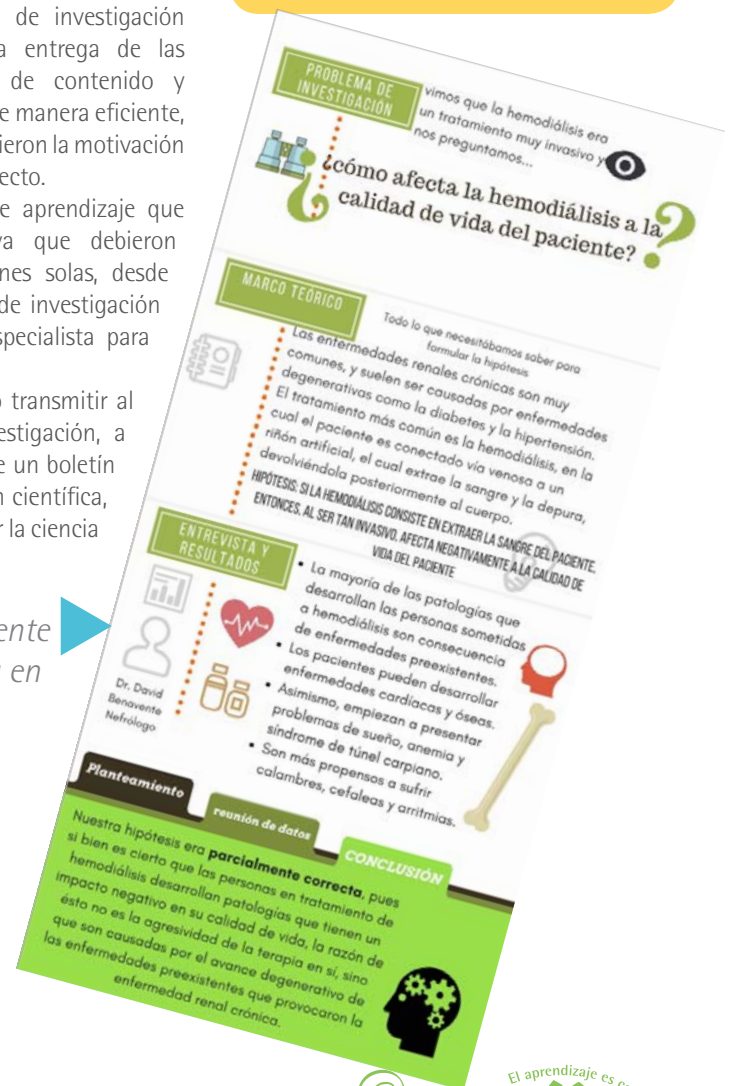 de investigación
a entrega de las
de contenido y
e manera eficiente,
ieron la motivación
ecto.
e aprendizaje que
va que debieron
nes solas, desde
de investigación
specialista para
o transmitir al
estigación, a
e un boletín
n científica,
r la ciencia
ente
en
PROBLEMA DE
INVESTIGACIÓN
vimos que la hemodiálisis era
un tratamiento muy invasivo y
nos preguntamos...
¿cómo afecta la hemodiálisis a la
calidad de vida del paciente?
MARCO TEÓRICO
Todo lo que necesitábamos saber para
formular la hipótesis
Las enfermedades renales crónicas son muy
comunes, y suelen ser causadas por enfermedades
degenerativas como la diabetes y la hipertensión.
El tratamiento más común es la hemodiálisis, en la
cual el paciente es conectado vía venosa a un
riñón artificial, el cual extrae la sangre y la depura,
devolviéndola posteriormente al cuerpo.
HIPÓTESIS: SI LA HEMODIÁLISIS CONSISTE EN EXTRAER LA SANGRE DEL PACIENTE,
ENTONCES, AL SER TAN INVASIVO, AFECTA NEGATIVAMENTE A LA CALIDAD DE
VIDA DEL PACIENTE
ENTREVISTA Y
RESULTADOS
Dr. David
Benavente
Nefrólogo
• La mayoría de las patologías que
desarrollan las personas sometidas
a hemodiálisis son consecuencia
de enfermedades preexistentes.
• Los pacientes pueden desarrollar
enfermedades cardíacas y óseas.
• Asimismo, empiezan a presentar
problemas de sueño, anemia y
síndrome de túnel carpiano.
• Son más propensos a sufrir
calambres, cefaleas y arritmias.
Planteamiento
reunión de datos
CONCLUSIÓN
Nuestra hipótesis era parcialmente correcta, pues
si bien es cierto que las personas en tratamiento de
hemodiálisis desarrollan patologías que tienen un
impacto negativo en su calidad de vida, la razón de
ésto no es la agresividad de la terapia en si, sino
que son causadas por el avance degenerativo de
las enfermedades preexistentes que provocaron la
enfermedad renal crónica.
El aprendizaje es